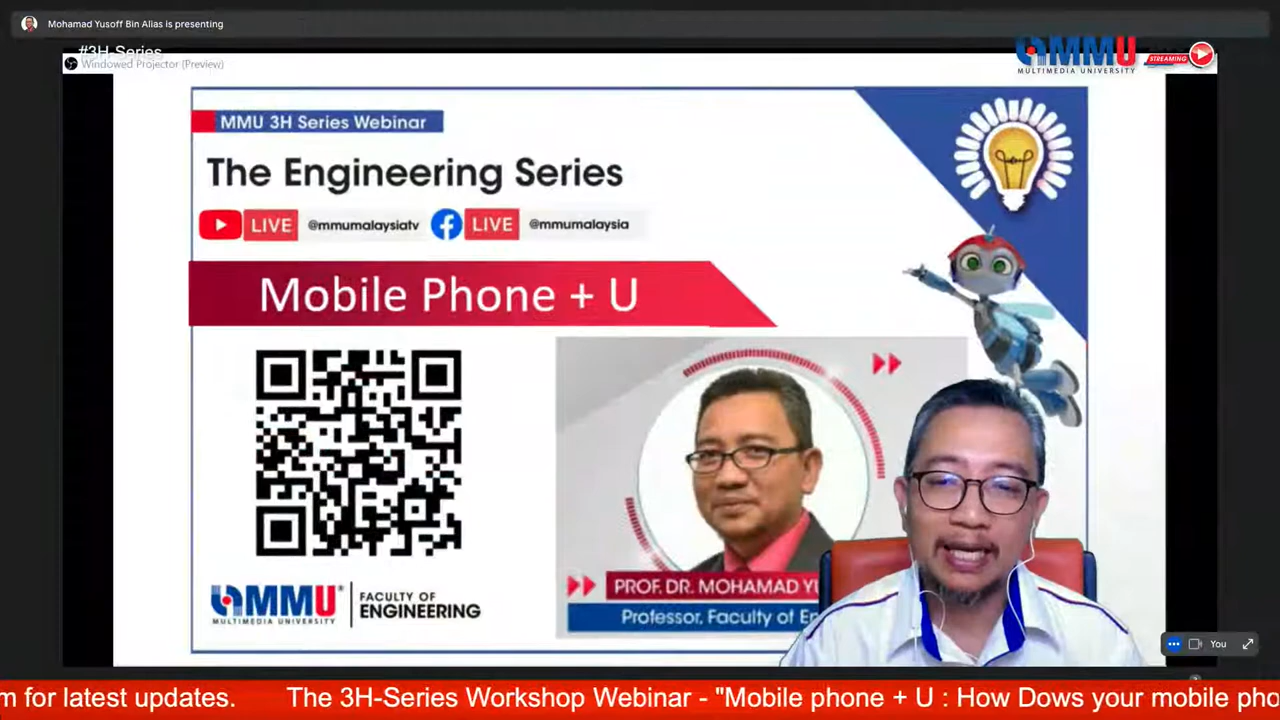 Mohamad Yusoff Bin Alias is presenting
#3H-Series
Windowed Projector (Preview)
MMU
MULTIMEDIA UNIVERSITY
STREAMING
MMU 3H Series Webinar
The Engineering Series
LIVE @mmumalaysiatv LIVE @mmumalaysia
Mobile Phone + U
MMU
MULTIMEDIA UNIVERSITY
FACULTY OF
ENGINEERING
PROF. DR. MOHAMAD YU
Professor, Faculty of En
You
m for latest updates. The 3H-Series Workshop Webinar - "Mobile phone + U : How Dows your mobile pho